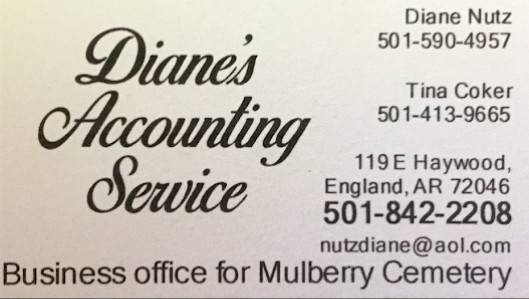 Diane's
Accounting
Service
Diane Nutz
501-590-4957
Tina Coker
501-413-9665
119 E Haywood,
England, AR 72046
501-842-2208
nutzdiane@aol.com
Business office for Mulberry Cemetery